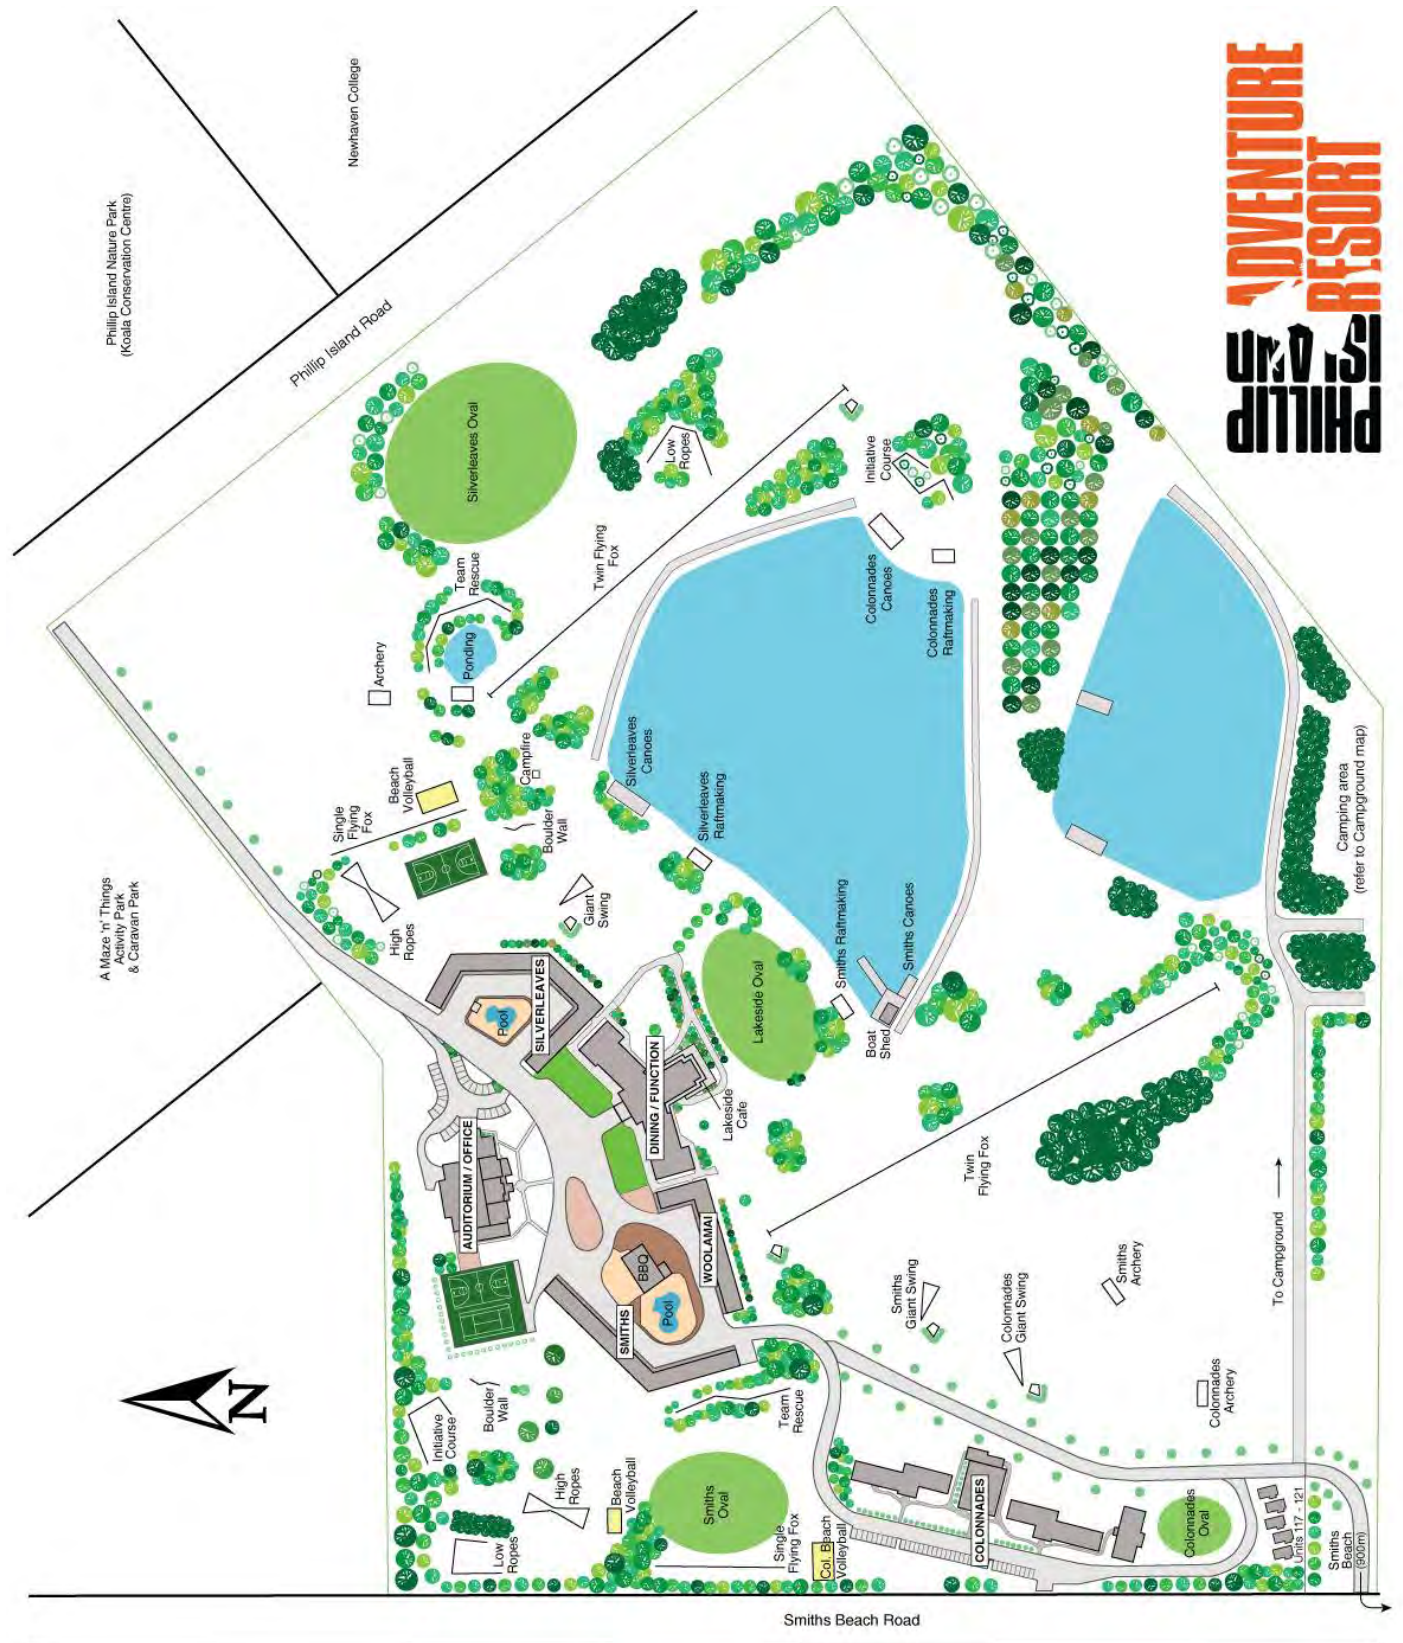 PHILLIP
ISLAND
ADVENTURE
RESORT
Newhaven College
Phillip Island Nature Park
(Koala Conservation Centre)
Phillip Island Road
A Maze 'n' Things
Activity Park
& Caravan Park
Silverleaves Oval
Low
Ropes
Initiative
Course
Twin Flying
Fox
Team
Rescue
Archery
Ponding
Colonnades
Canoes
Colonnades
Raftmaking
Beach
Volleyball
Campfire
Silverleaves
Canoes
Single
Flying
Fox
Boulder
Wall
Silverleaves
Raftmaking
High
Ropes
Giant
Swing
Pool
SILVERLEAVES
Lakeside Oval
Smiths Raftmaking
Smiths Canoes
Boat
Shed
Camping area
(refer to Campground map)
DINING / FUNCTION
Lakeside
Cafe
AUDITORIUM / OFFICE
Twin
Flying Fox
WOOLAMAI
BBQ
Pool
SMITHS
Smiths
Giant Swing
Colonnades
Giant Swing
Smiths
Archery
To Campground
N
Initiative
Course
Boulder
Wall
Team
Rescue
Colonnades
Archery
High
Ropes
Beach
Volleyball
Smiths
Oval
Low
Ropes
Single
Flying Fox
Col. Beach
Volleyball
COLONNADES
Colonnades
Oval
Units 117 - 121
Smiths
Beach
(900m)
Smiths Beach Road